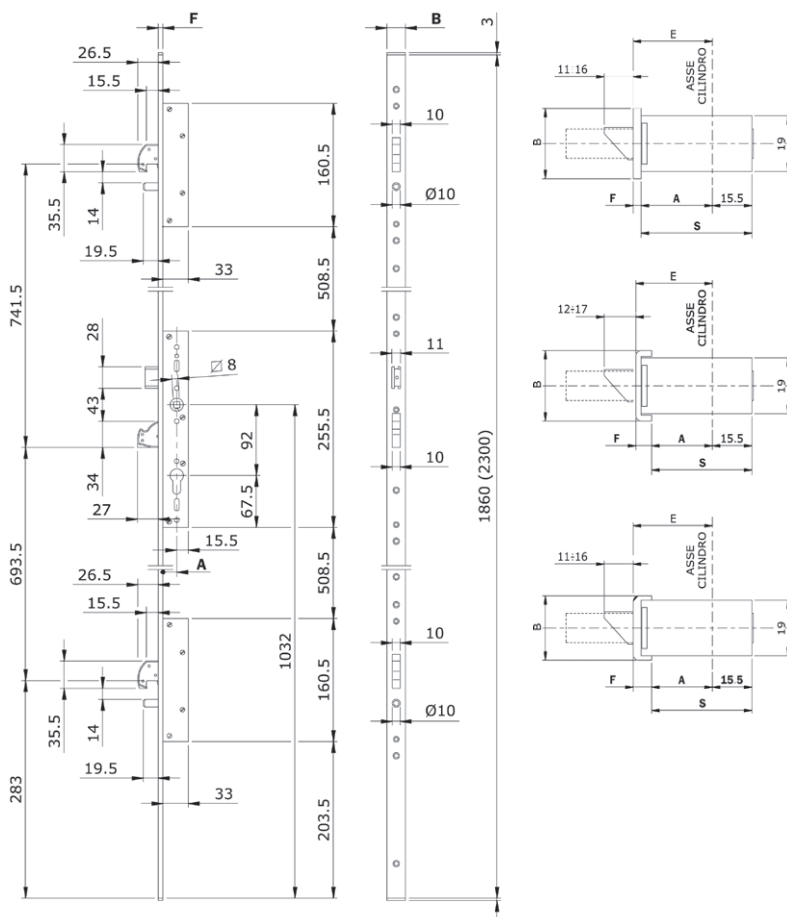 F
B
3
26.5
15.5
10
160.5
35.5
14
Ø10
19.5
33
741.5
508.5
28
8
11
43
92
255.5
1860 (2300)
10
34
67.5
27
15.5
A
693.5
26.5
508.5
15.5
1032
10
160.5
35.5
14
Ø10
19.5
33
283
203.5
E
11÷16
ASSE
CILINDRO
B
19
F
A
15.5
S
E
12÷17
ASSE
CILINDRO
B
19
F
A
15.5
S
E
11÷16
ASSE
CILINDRO
B
19
F
A
15.5
S